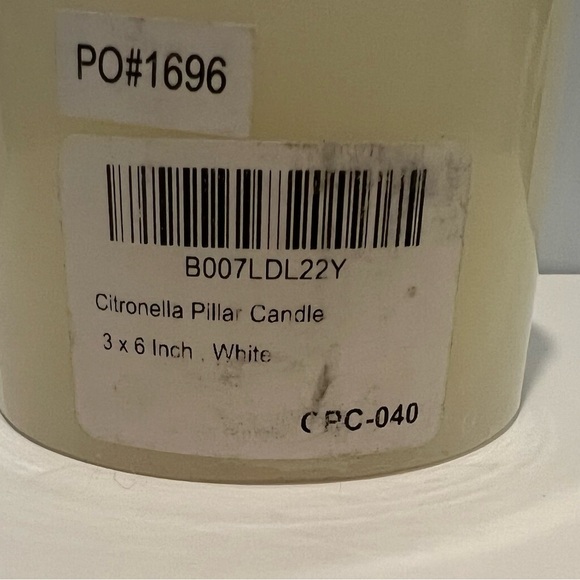 PO#1696
B007LDL22Y
Citronella Pillar Candle
3 x 6 Inch , White
CPC-040